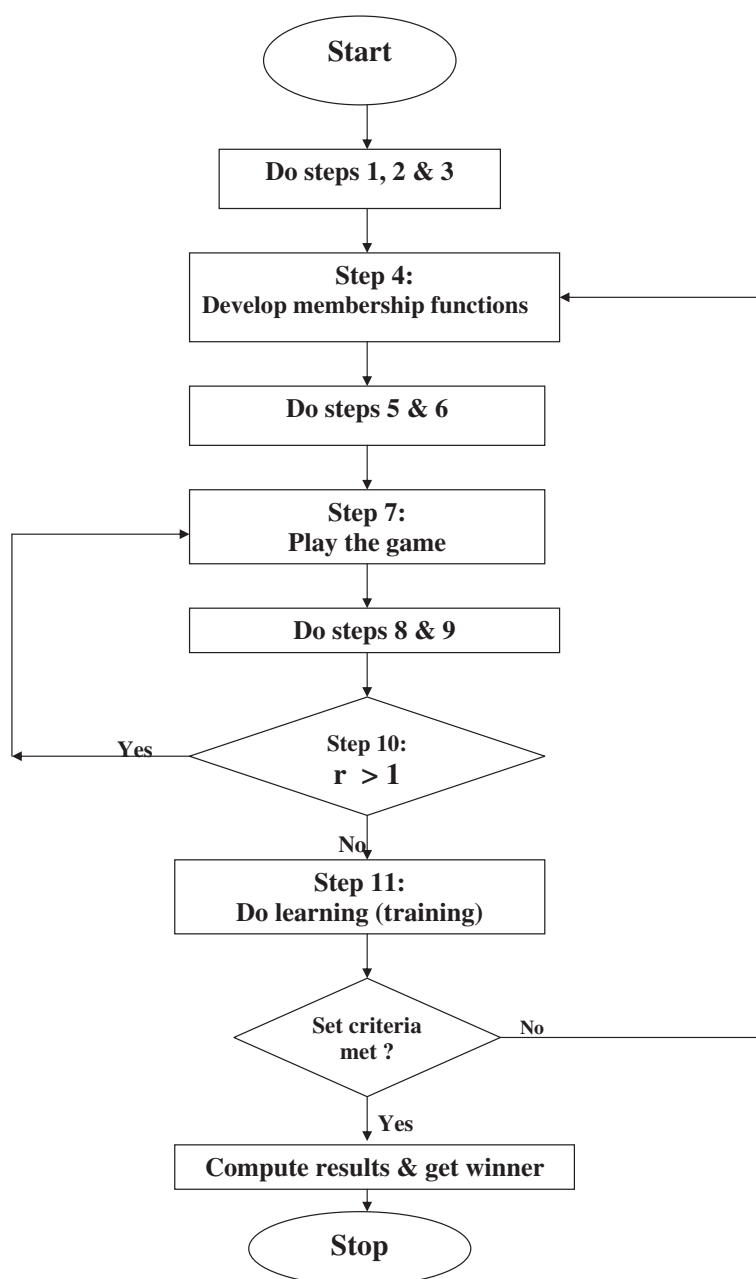 Start
Do steps 1, 2 & 3
Step 4:
Develop membership functions
Do steps 5 & 6
Step 7:
Play the game
Do steps 8 & 9
Yes
Step 10:
r > 1
No
Step 11:
Do learning (training)
Set criteria
met ?
No
Yes
Compute results & get winner
Stop